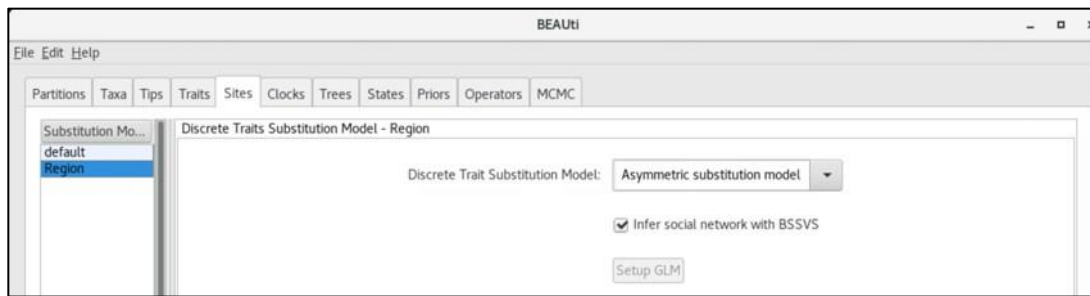 BEAUti
File Edit Help
Partitions Taxa Tips Traits Sites Clocks Trees States Priors Operators MCMC
Substitution Mo... Discrete Traits Substitution Model - Region
default
Region
Discrete Trait Substitution Model: Asymmetric substitution model
Infer social network with BSSVS
Setup GLM